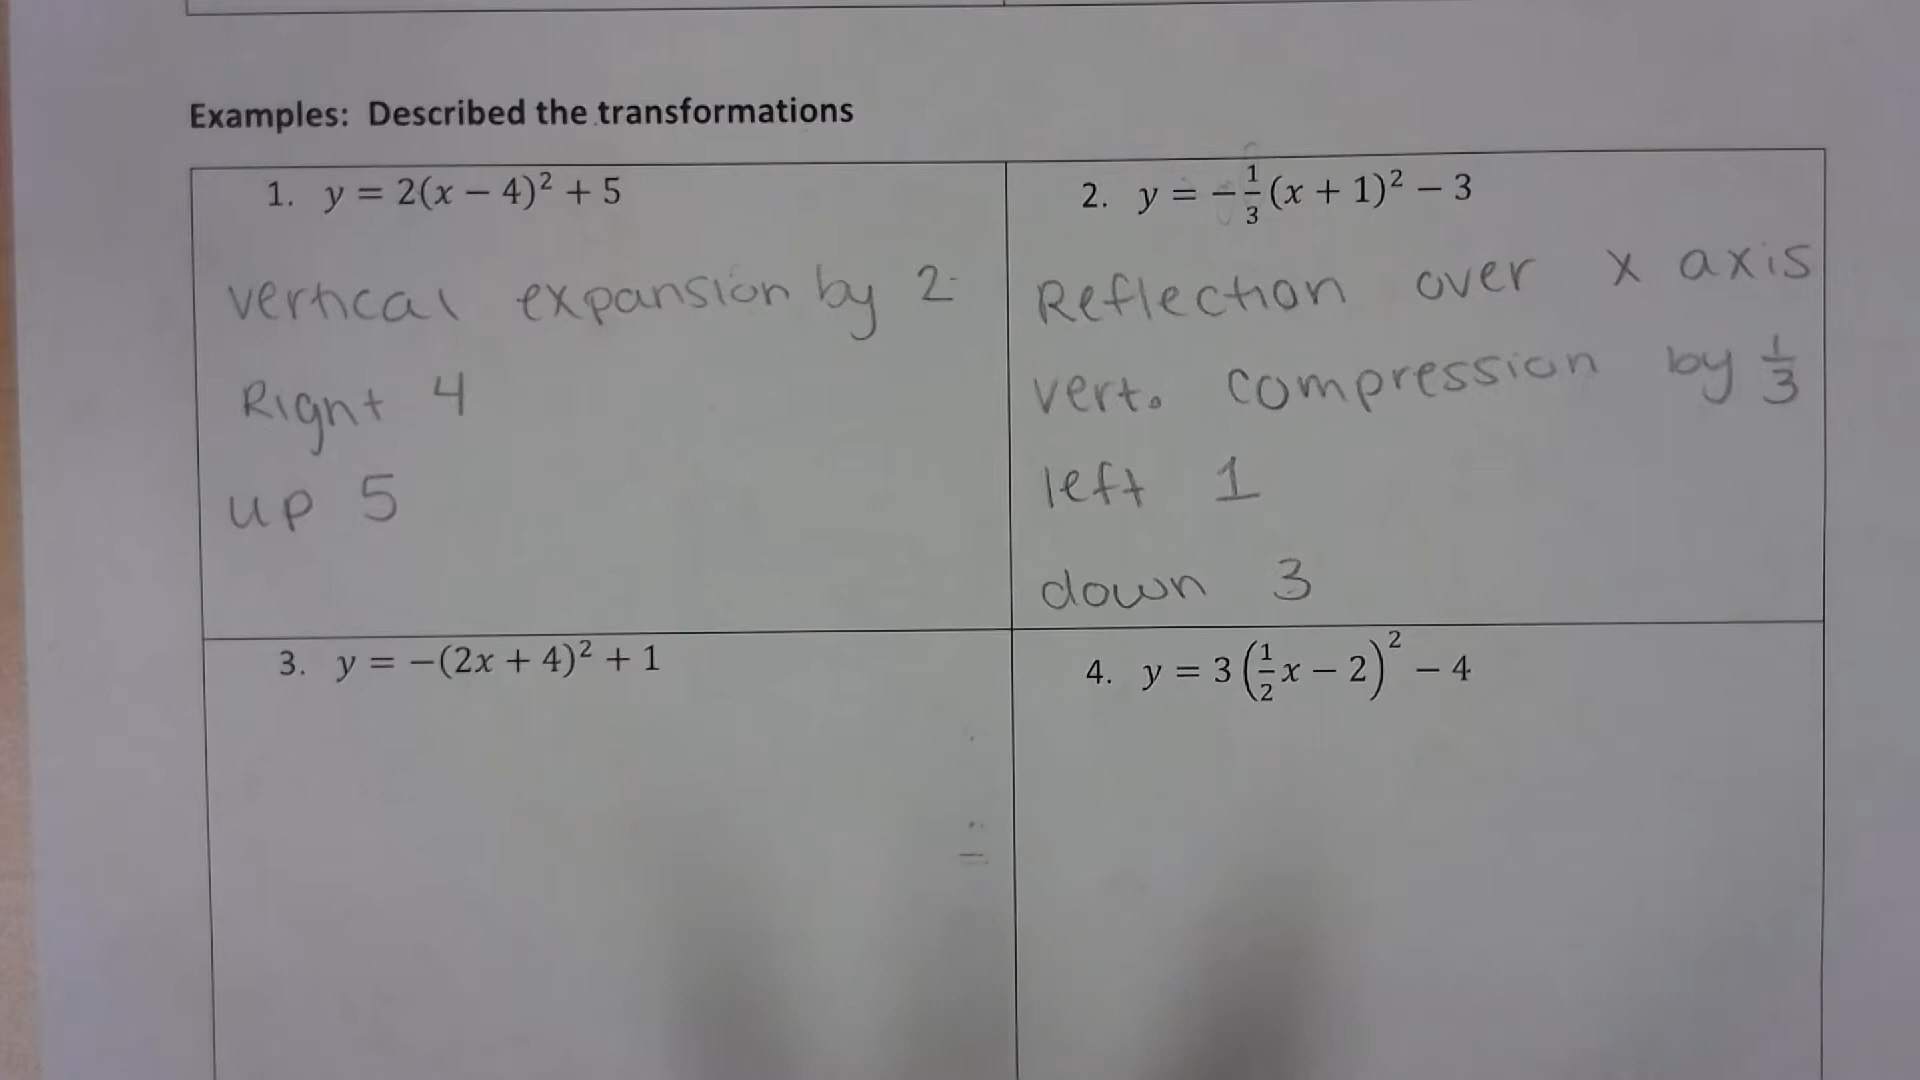 Examples: Described the transformations
1. y = 2(x − 4)² + 5
vertical expansion by 2
Right 4
up 5
2. y = −1/3(x + 1)² − 3
Reflection over x axis
vert. compression by 1/3
left 1
down 3
3. y = −(2x + 4)² + 1
4. y = 3(1/2x − 2)² − 4